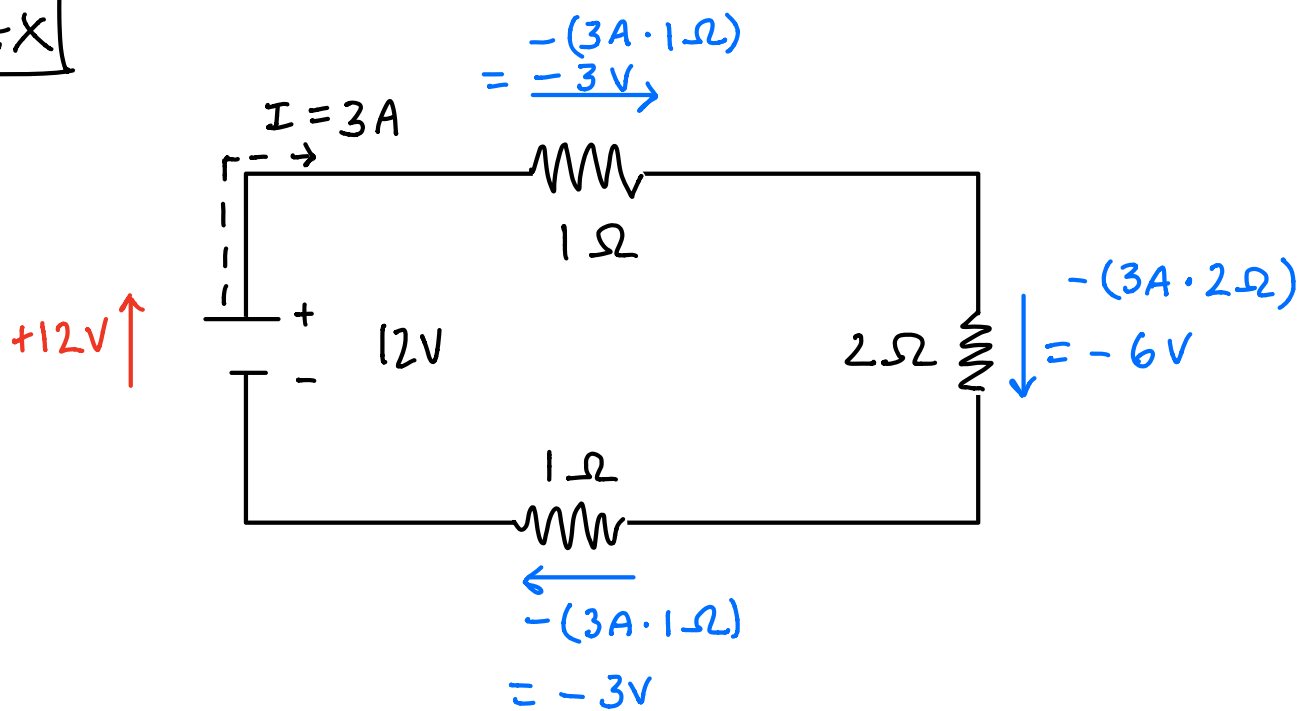 -(3A·1Ω)
= -3V
I = 3A
1Ω
+12V
+
-
12V
2Ω
-(3A·2Ω)
= -6V
1Ω
-(3A·1Ω)
= -3V